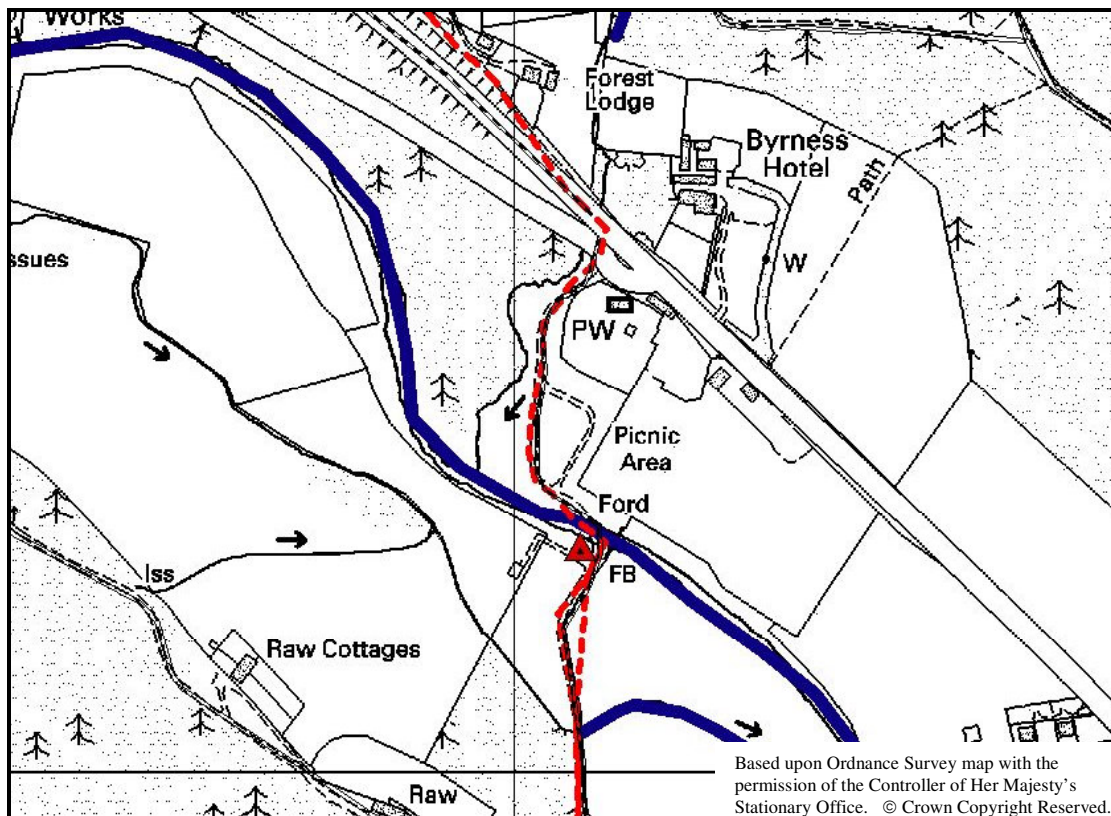 Works
Forest
Lodge
Byrness
Hotel
Path
ssues
W
PW
Picnic
Area
Ford
Iss
FB
Raw Cottages
Raw
Based upon Ordnance Survey map with the
permission of the Controller of Her Majesty's
Stationary Office. © Crown Copyright Reserved.